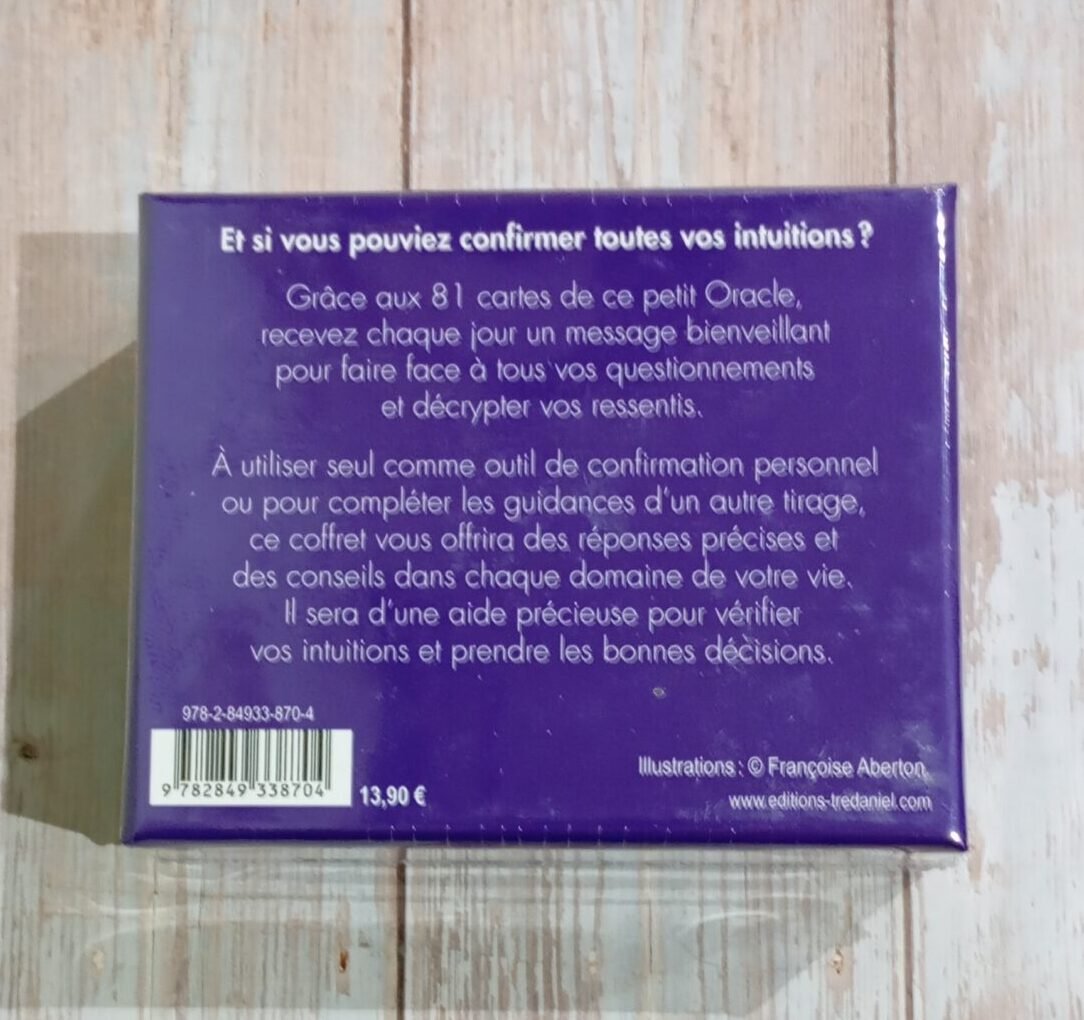 Et si vous pouviez confirmer toutes vos intuitions ?
Grâce aux 81 cartes de ce petit Oracle,
recevez chaque jour un message bienveillant
pour faire face à tous vos questionnements
et décrypter vos ressentis.
À utiliser seul comme outil de confirmation personnel
ou pour compléter les guidances d'un autre tirage,
ce coffret vous offrira des réponses précises et
des conseils dans chaque domaine de votre vie.
Il sera d'une aide précieuse pour vérifier
vos intuitions et prendre les bonnes décisions.
978-2-84933-870-4
9 782849 338704
13,90 €
Illustrations : © Françoise Aberton
www.editions-tredaniel.com